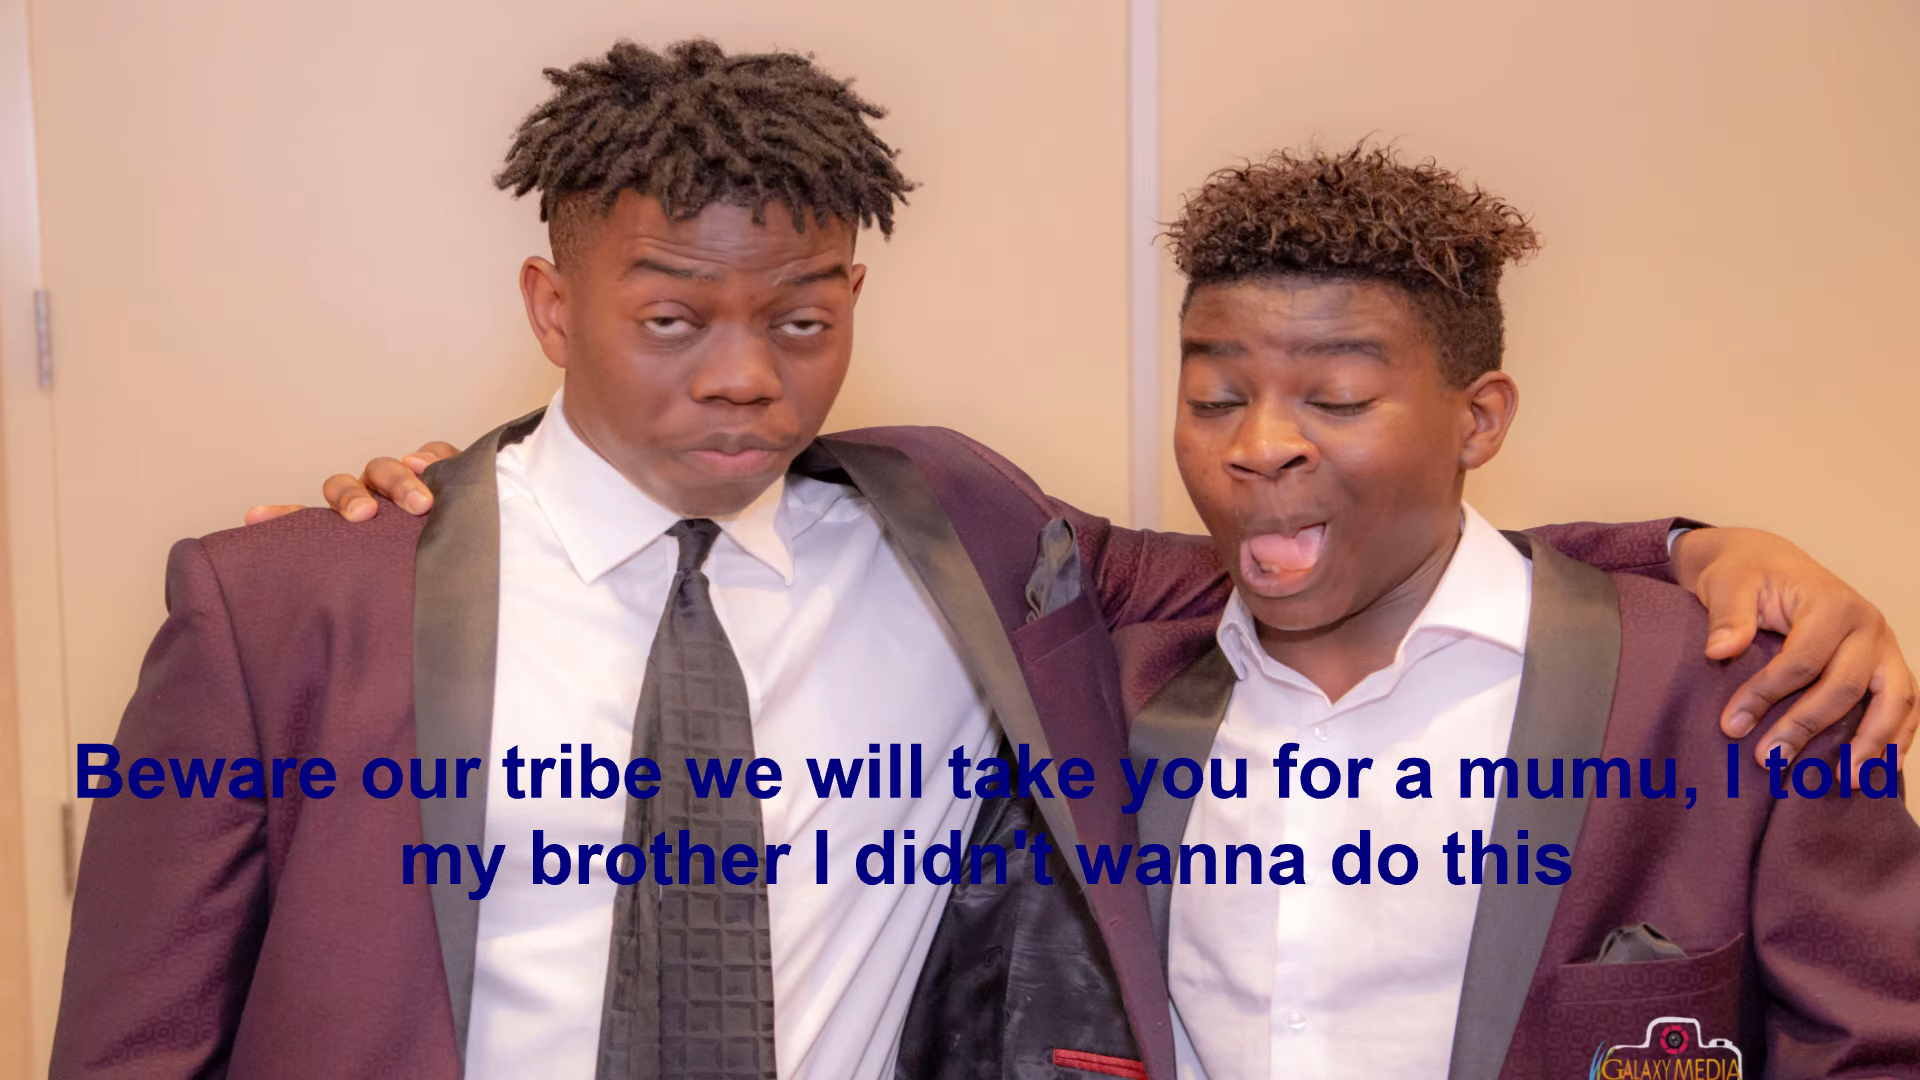 Beware our tribe we will take you for a mumu, I told
my brother I didn't wanna do this
GALAXY MEDIA